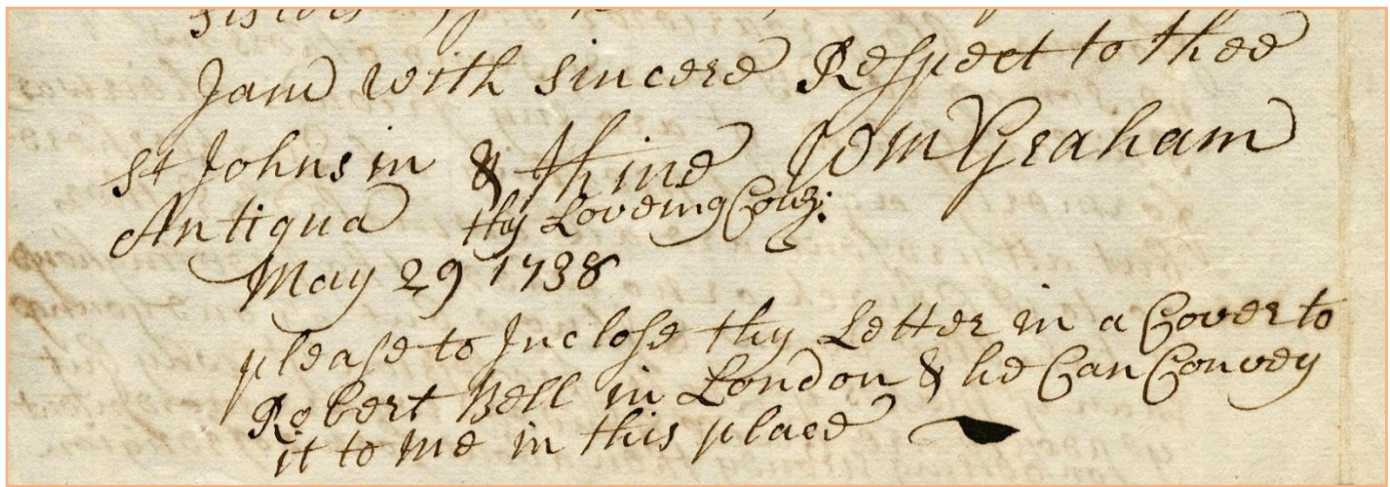 I am with sincere Respect to thee
St Johns in & thine Wm Graham
Antigua thy Loveing Couz:
May 29 1738
please to Inclose thy Letter in a Cover to
Robert Bell in London & he Can Convey
it to me in this place